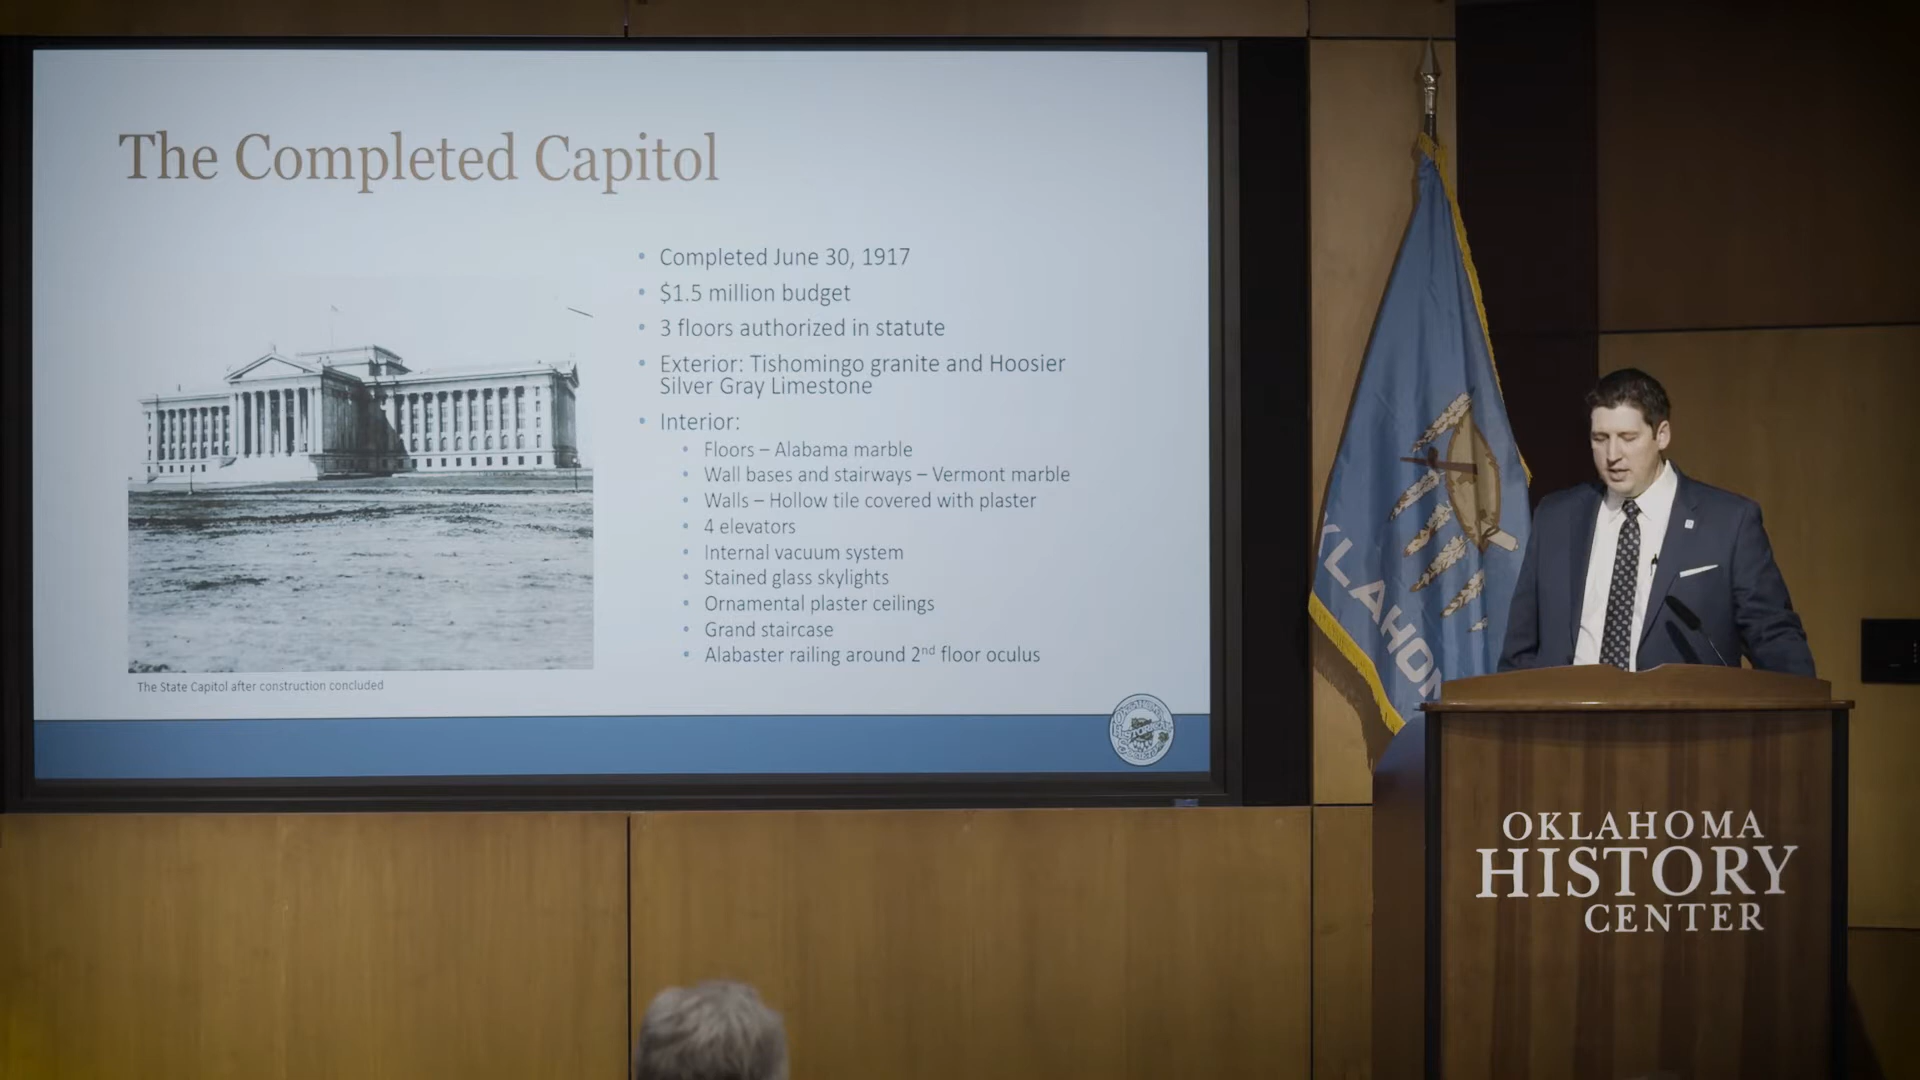 The Completed Capitol
• Completed June 30, 1917
• $1.5 million budget
• 3 floors authorized in statute
• Exterior: Tishomingo granite and Hoosier
Silver Gray Limestone
• Interior:
• Floors – Alabama marble
• Wall bases and stairways – Vermont marble
• Walls – Hollow tile covered with plaster
• 4 elevators
• Internal vacuum system
• Stained glass skylights
• Ornamental plaster ceilings
• Grand staircase
• Alabaster railing around 2nd floor oculus
The State Capitol after construction concluded
KLAHOM
OKLAHOMA
HISTORY
CENTER